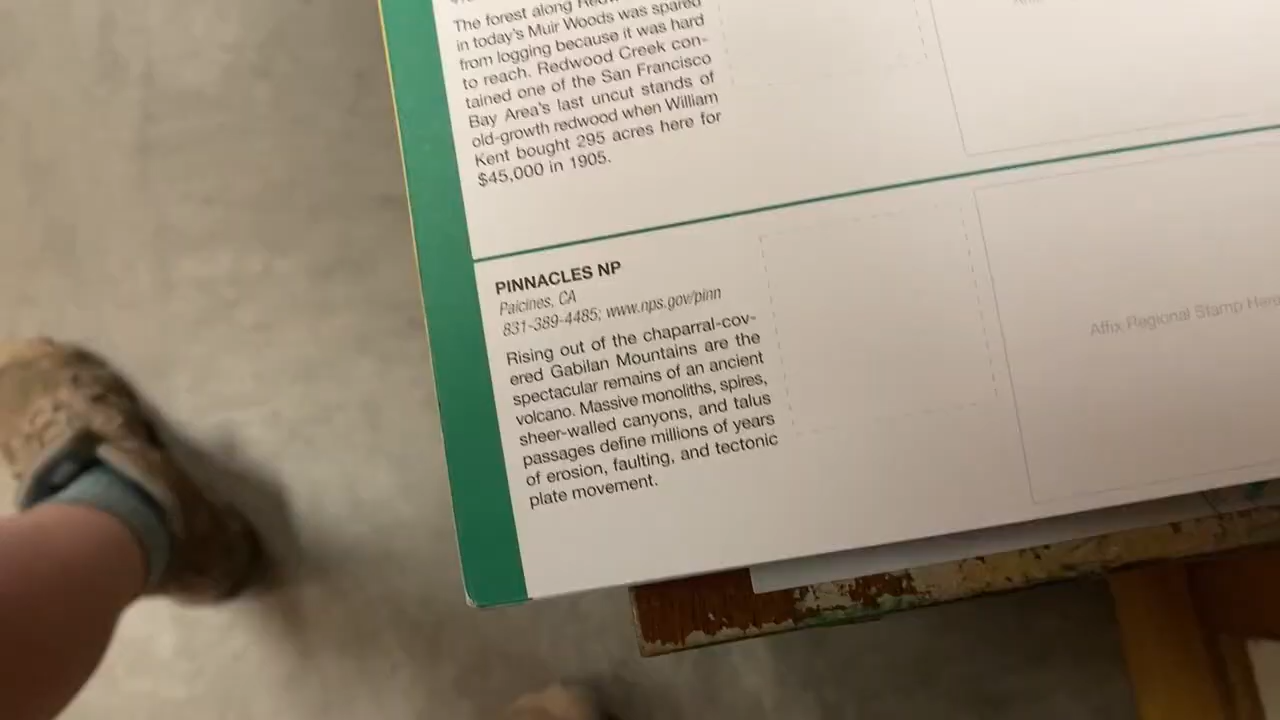 The forest along
in today's Muir Woods was spared
from logging because it was hard
to reach. Redwood Creek con-
tained one of the San Francisco
Bay Area's last uncut stands of
old-growth redwood when William
Kent bought 295 acres here for
$45,000 in 1905.
PINNACLES NP
Paicines, CA
831-389-4485; www.nps.gov/pinn
Rising out of the chaparral-cov-
ered Gabilan Mountains are the
spectacular remains of an ancient
volcano. Massive monoliths, spires,
sheer-walled canyons, and talus
passages define millions of years
of erosion, faulting, and tectonic
plate movement.
Affix Regional Stamp Here